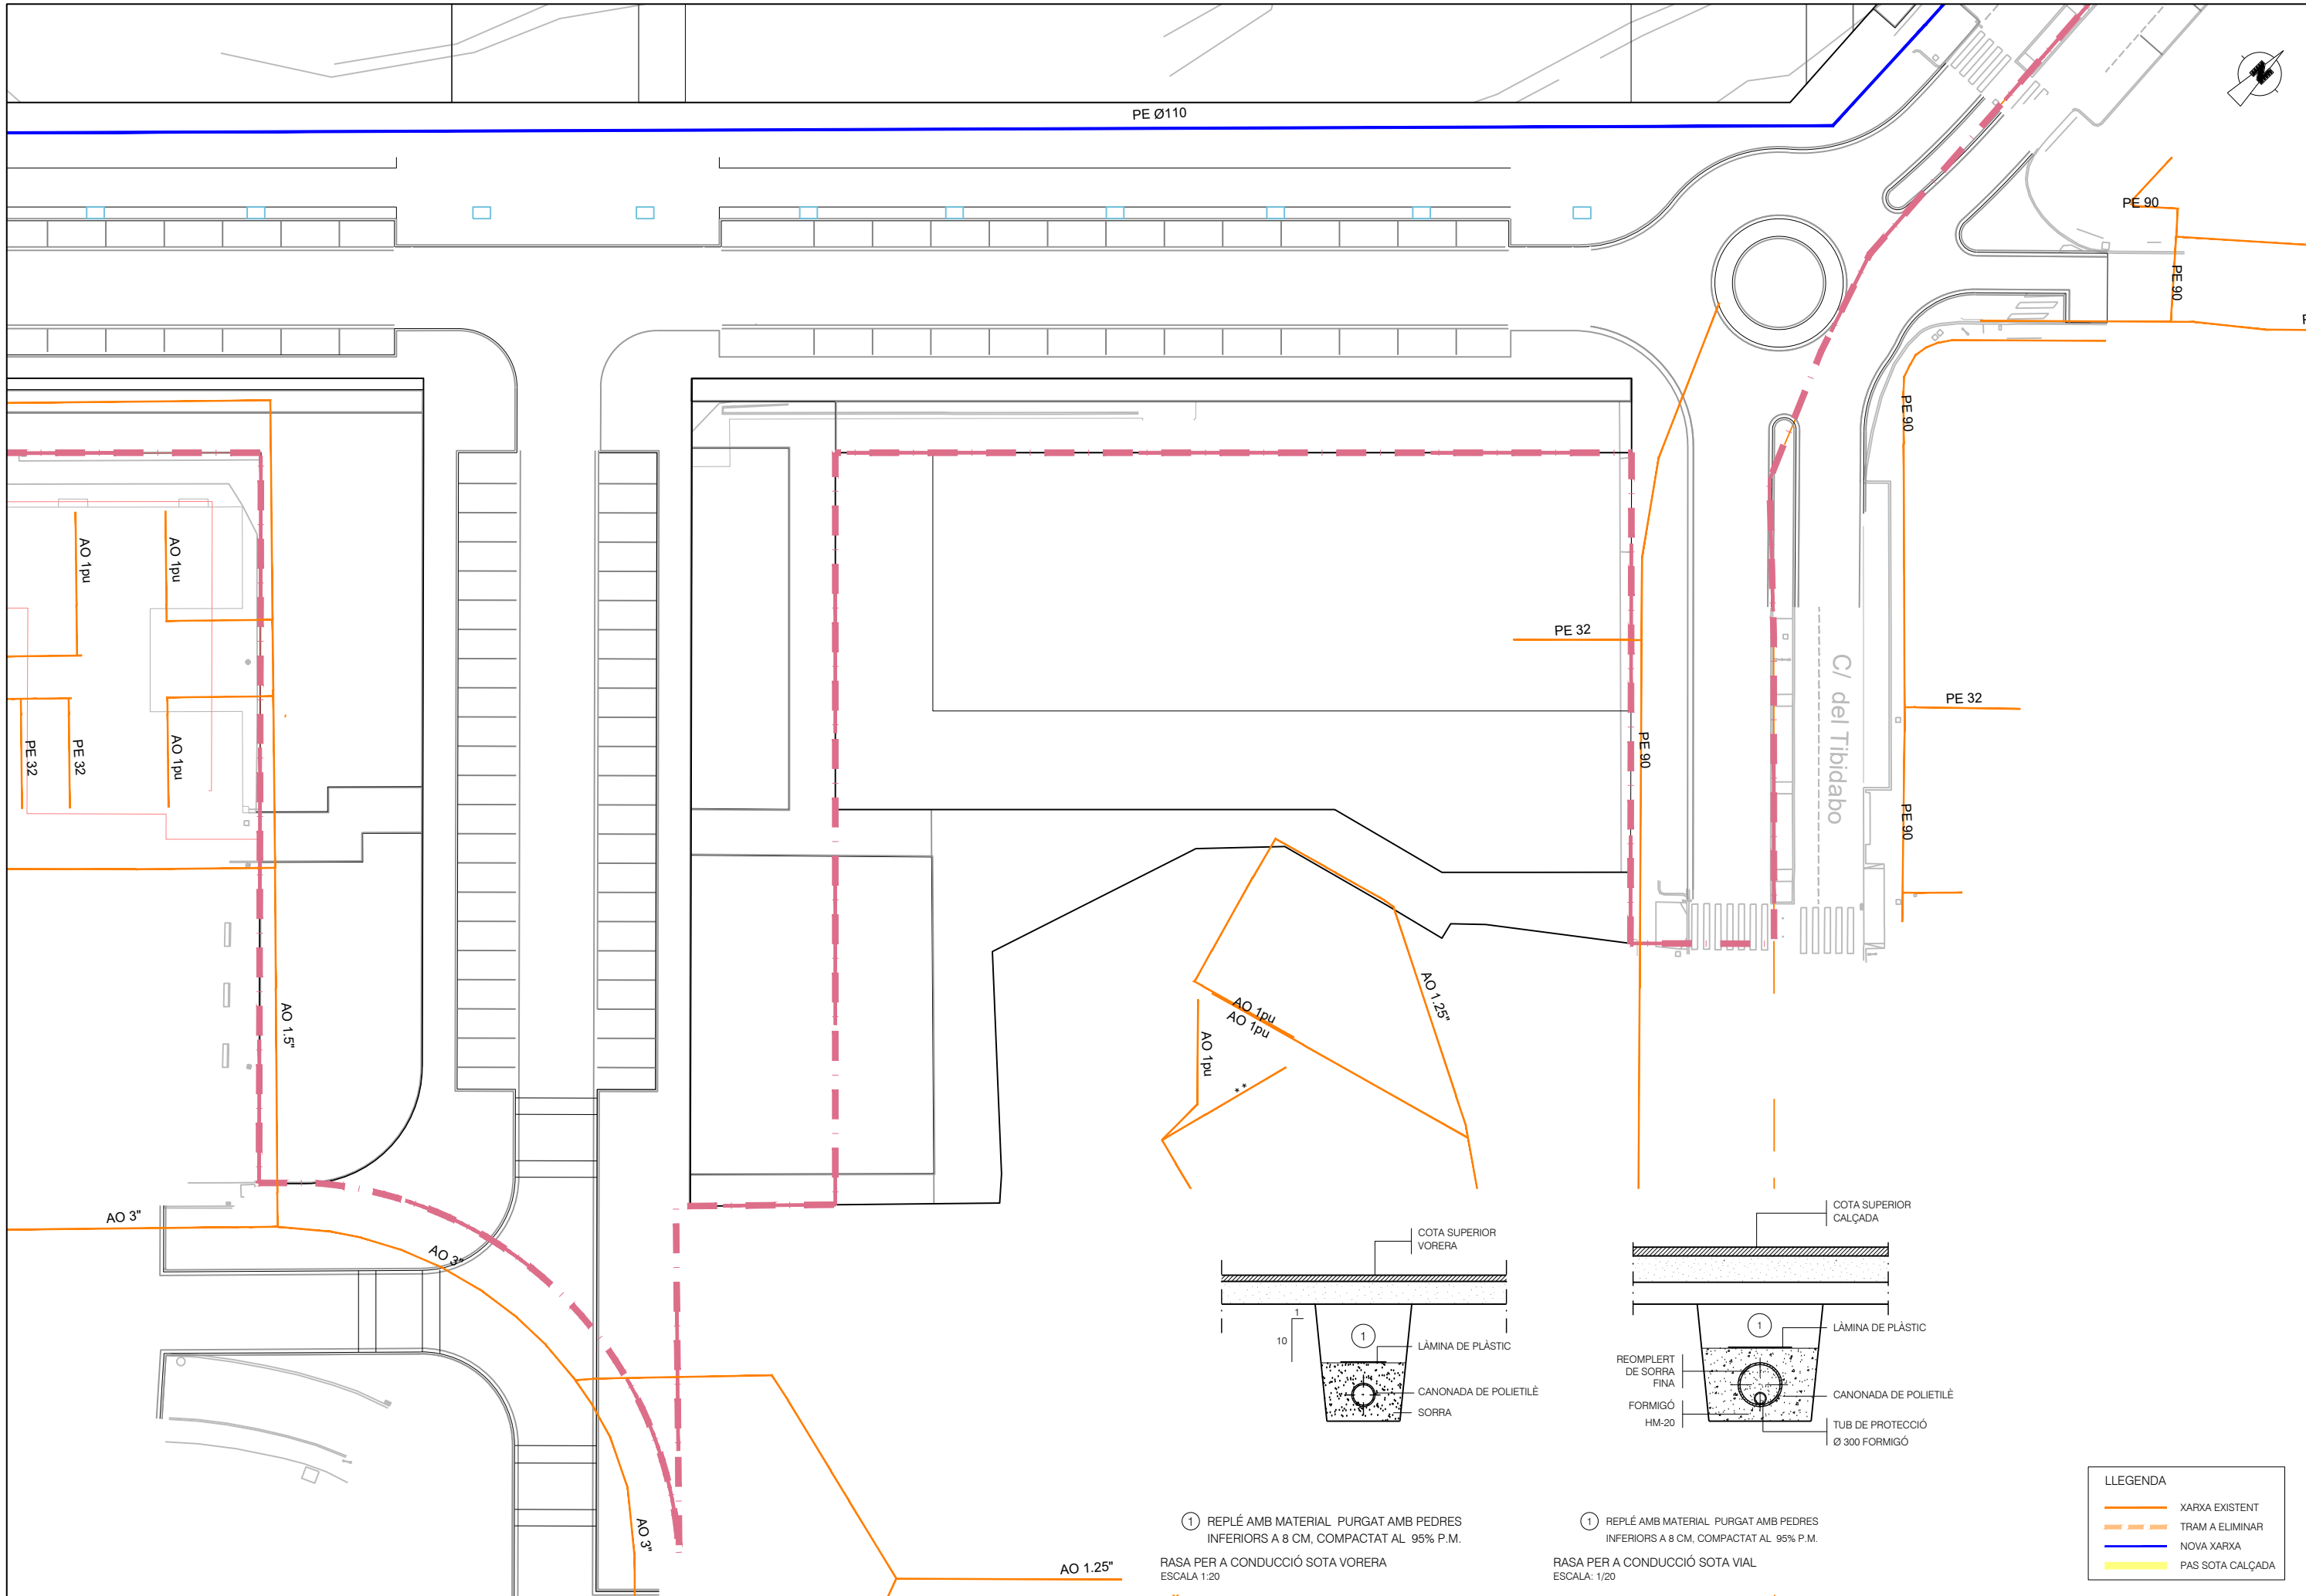 PE Ø110
N
PE 90
PE 90
PE 90
AO 1pu
AO 1pu
PE 32
C/ del Tibidabo
PE 32
PE 32
PE 32
AO 1pu
PE 90
PE 90
AO 1.5"
AO 1pu
AO 1pu
AO 1.25"
AO 1pu
**
AO 3"
AO 3"
AO 3"
AO 1.25"
COTA SUPERIOR
VORERA
1
10
1
LÀMINA DE PLÀSTIC
CANONADA DE POLIETILÈ
SORRA
COTA SUPERIOR
CALÇADA
1
LÀMINA DE PLÀSTIC
REOMPLERT
DE SORRA
FINA
CANONADA DE POLIETILÈ
FORMIGÓ
HM-20
TUB DE PROTECCIÓ
Ø 300 FORMIGÓ
1 REPLÉ AMB MATERIAL PURGAT AMB PEDRES
INFERIORS A 8 CM, COMPACTAT AL 95% P.M.
RASA PER A CONDUCCIÓ SOTA VORERA
ESCALA 1:20
1 REPLÉ AMB MATERIAL PURGAT AMB PEDRES
INFERIORS A 8 CM, COMPACTAT AL 95% P.M.
RASA PER A CONDUCCIÓ SOTA VIAL
ESCALA: 1/20
LLEGENDA
XARXA EXISTENT
TRAM A ELIMINAR
NOVA XARXA
PAS SOTA CALÇADA